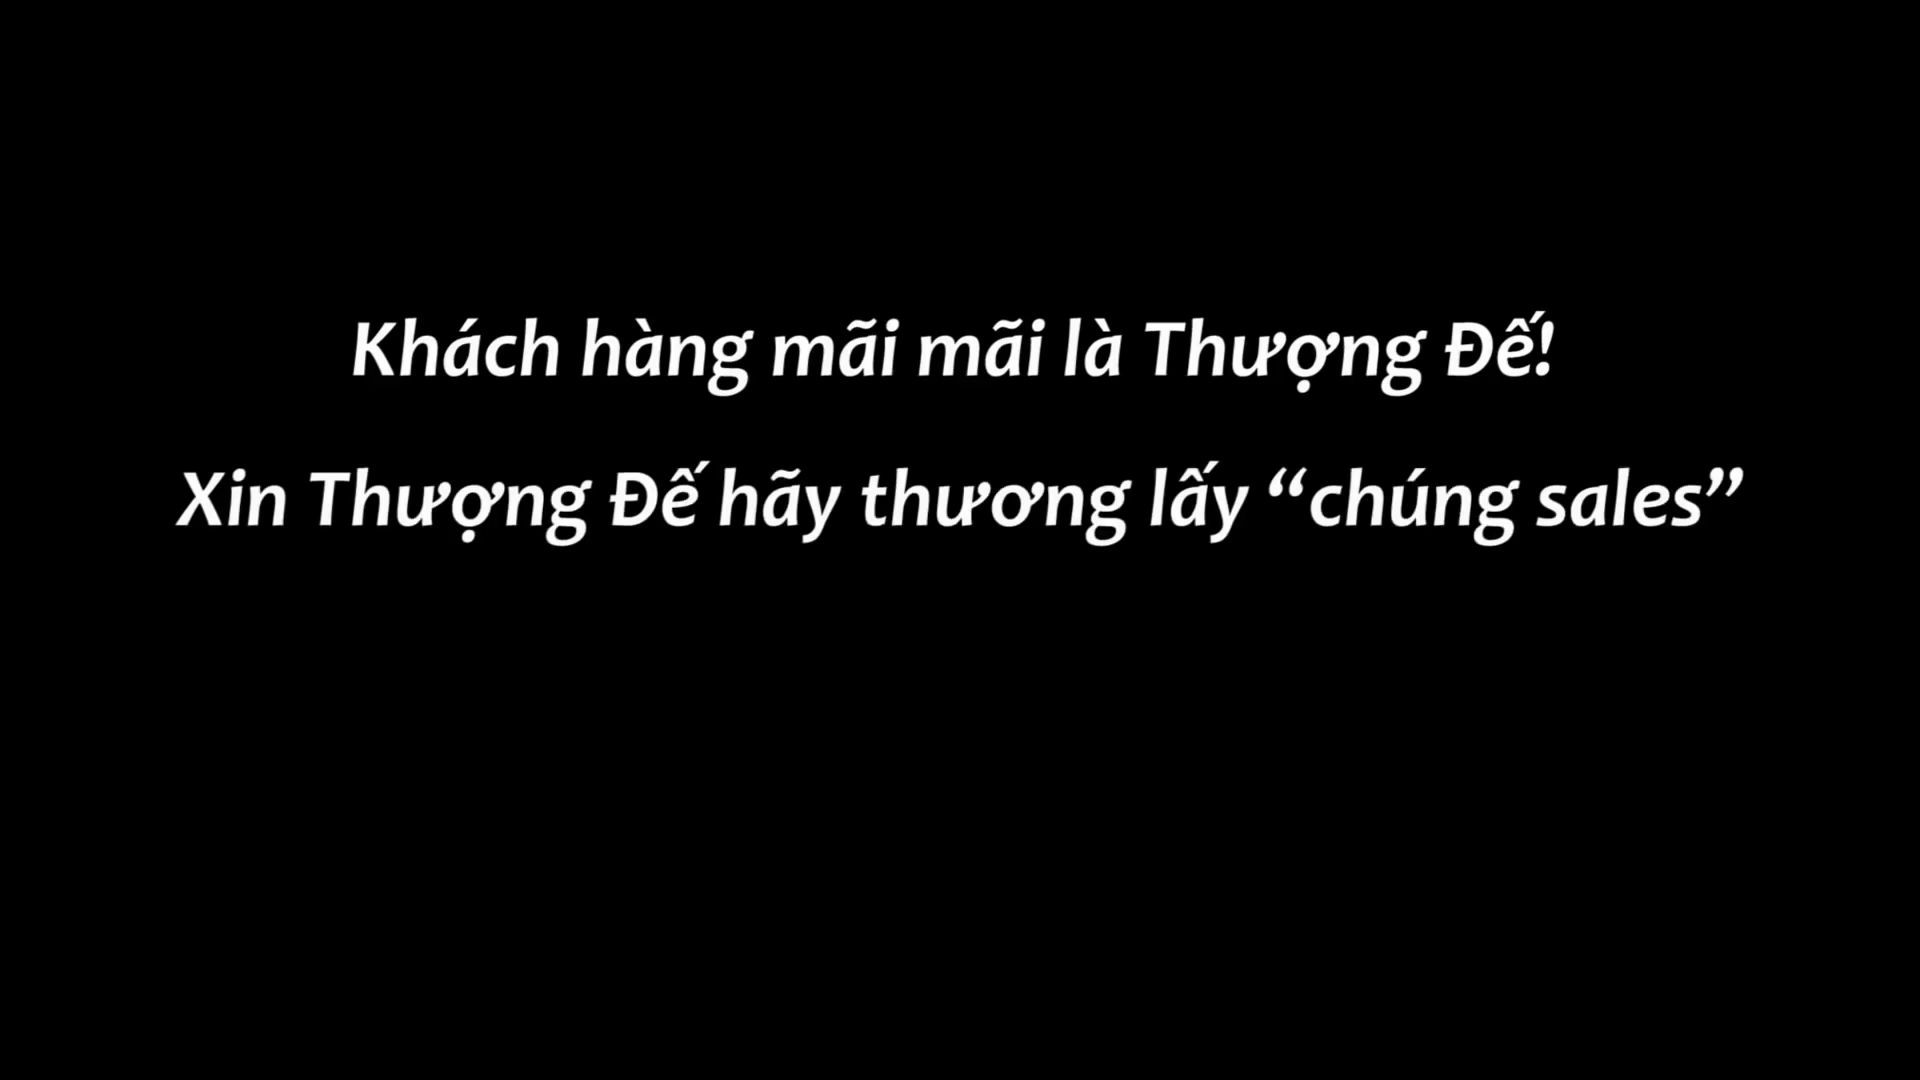 Khách hàng mãi mãi là Thượng Đế!
Xin Thượng Đế hãy thương lấy “chúng sales”